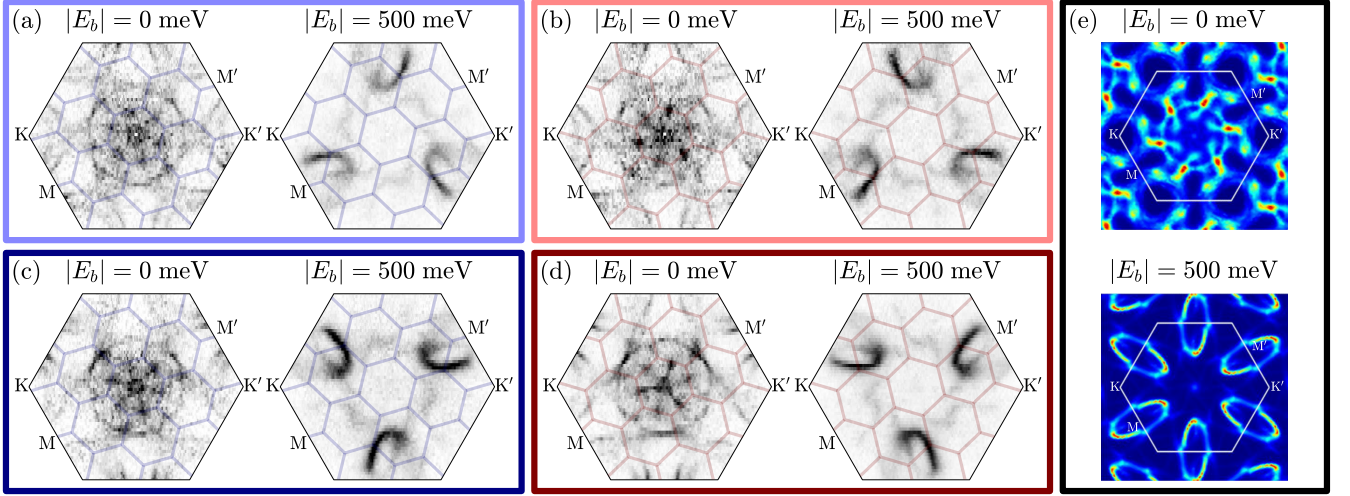 (a) |E_b| = 0 meV |E_b| = 500 meV
M′
K K′
M
(b) |E_b| = 0 meV |E_b| = 500 meV
M′
K K′
M
(c) |E_b| = 0 meV |E_b| = 500 meV
M′
K K′
M
(d) |E_b| = 0 meV |E_b| = 500 meV
M′
K K′
M
(e) |E_b| = 0 meV
M′
K K′
M
|E_b| = 500 meV
M′
K K′
M